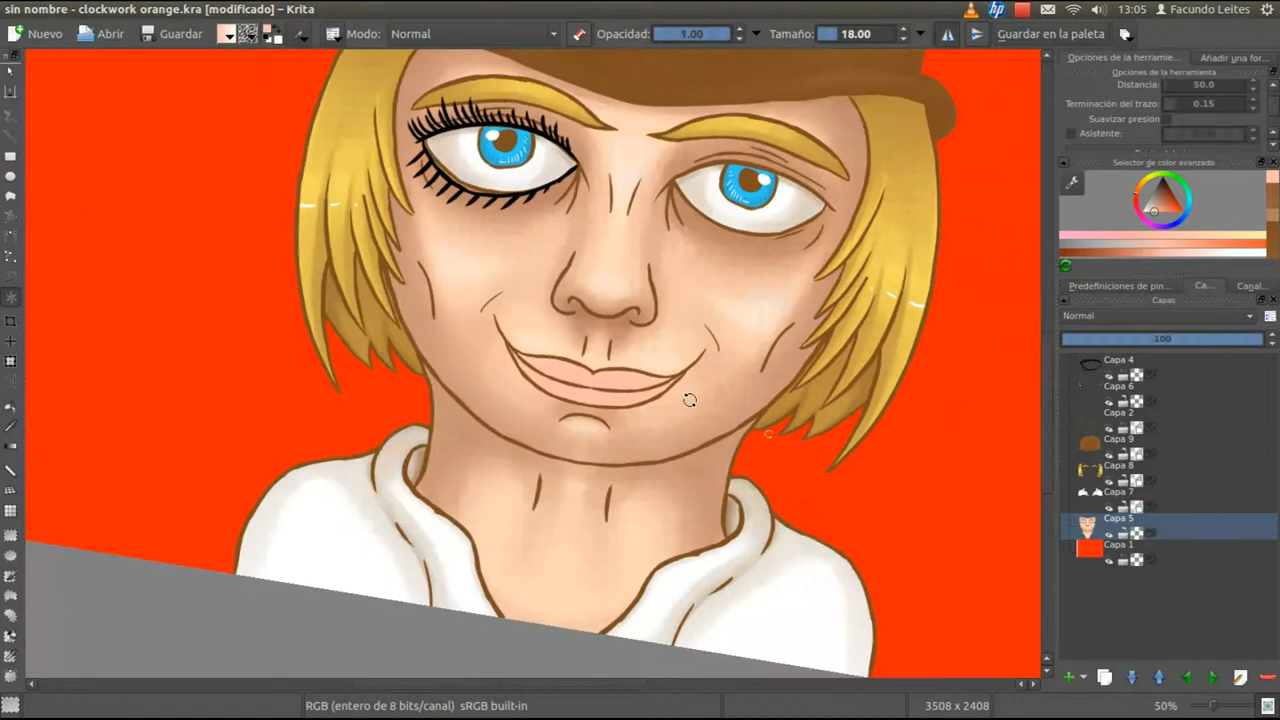 sin nombre - clockwork orange.kra [modificado] - Krita
13:05 Facundo Leites
Nuevo Abrir Guardar Modo: Normal Opacidad: 1.00 Tamaño: 18.00 Guardar en la paleta
Opciones de la herramie... Añadir una for...
Opciones de la herramienta
Distancia: 50.0
Terminación del trazo: 0.15
Suavizar presión:
Asistente:
Selector de color avanzado
Predefiniciones de pin... Ca... Canal...
Capas
Normal
100
Capa 4
Capa 6
Capa 2
Capa 9
Capa 8
Capa 7
Capa 5
Capa 1
RGB (entero de 8 bits/canal) sRGB built-in 3508 x 2408 50%